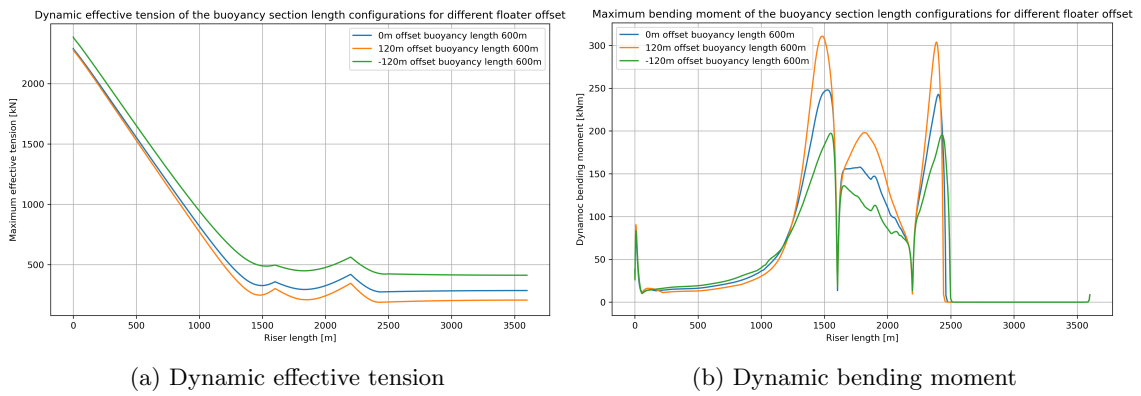 Dynamic effective tension of the buoyancy section length configurations for different floater offset
0m offset buoyancy length 600m
120m offset buoyancy length 600m
-120m offset buoyancy length 600m
Maximum effective tension [kN]
2000
1500
1000
500
0 500 1000 1500 2000 2500 3000 3500
Riser length [m]
(a) Dynamic effective tension
Maximum bending moment of the buoyancy section length configurations for different floater offset
0m offset buoyancy length 600m
120m offset buoyancy length 600m
-120m offset buoyancy length 600m
Dynamoc bending moment [kNm]
300
250
200
150
100
50
0
0 500 1000 1500 2000 2500 3000 3500
Riser length [m]
(b) Dynamic bending moment